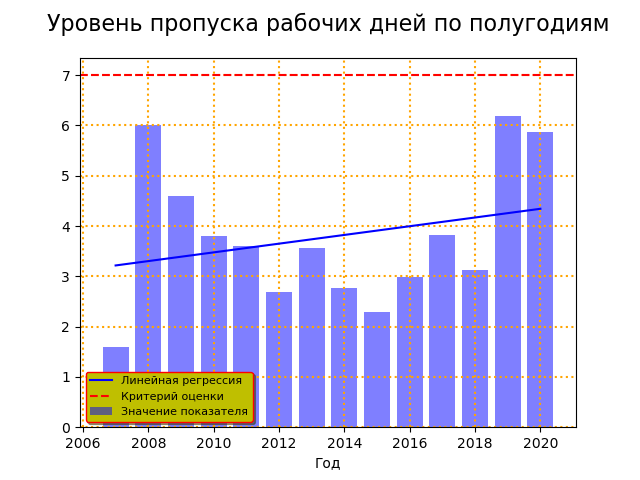 Уровень пропуска рабочих дней по полугодиям
7
6
5
4
3
2
1
0
Линейная регрессия
Критерий оценки
Значение показателя
2006 2008 2010 2012 2014 2016 2018 2020
Год